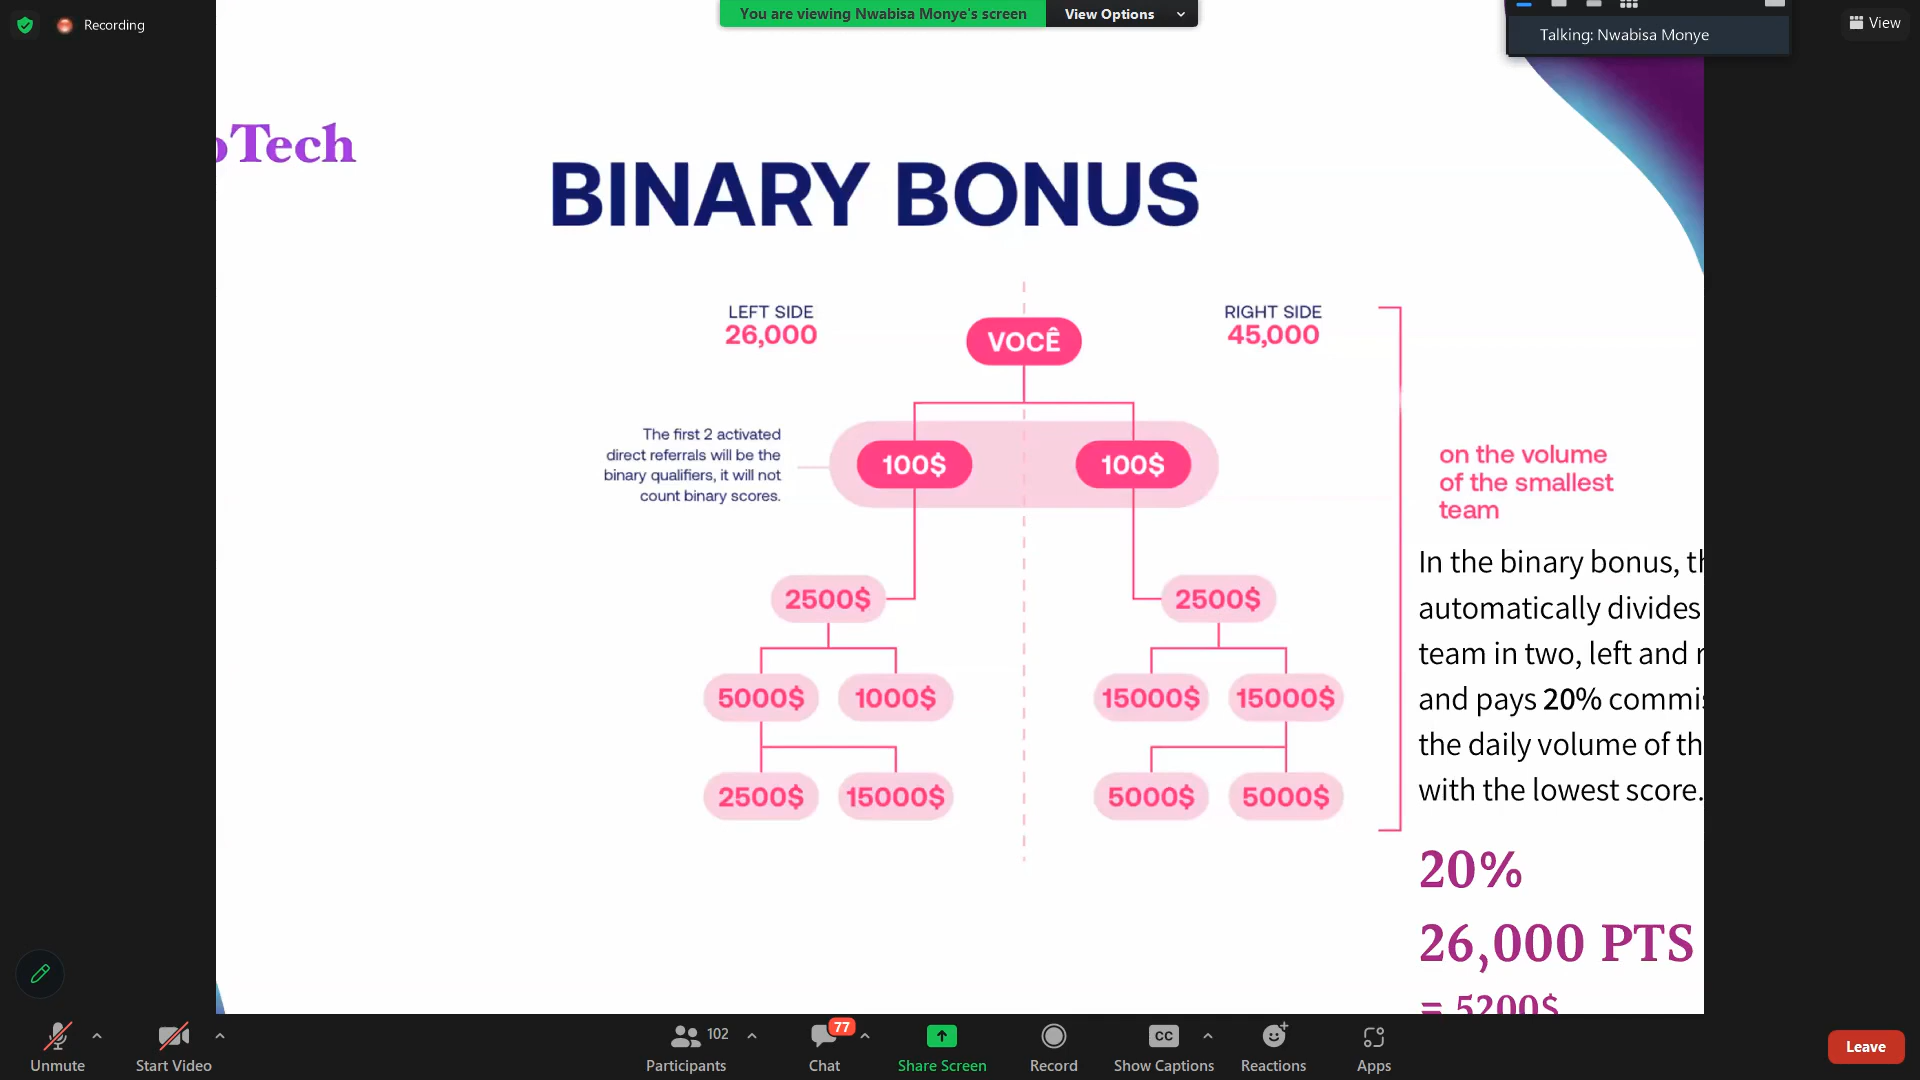 Recording
You are viewing Nwabisa Monye's screen
View Options
Talking: Nwabisa Monye
View
oTech
BINARY BONUS
LEFT SIDE
26,000
VOCÊ
RIGHT SIDE
45,000
The first 2 activated
direct referrals will be the
binary qualifiers, it will not
count binary scores.
100$ 100$
on the volume
of the smallest
team
2500$ 2500$
5000$ 1000$ 15000$ 15000$
2500$ 15000$ 5000$ 5000$
In the binary bonus,
automatically divides
team in two, left and
and pays 20%
the daily volume of
with the lowest score.
20%
26,000 PTS
= 5200$
Unmute
Start Video
102
Participants
77
Chat
Share Screen
Record
CC
Show Captions
Reactions
Apps
Leave